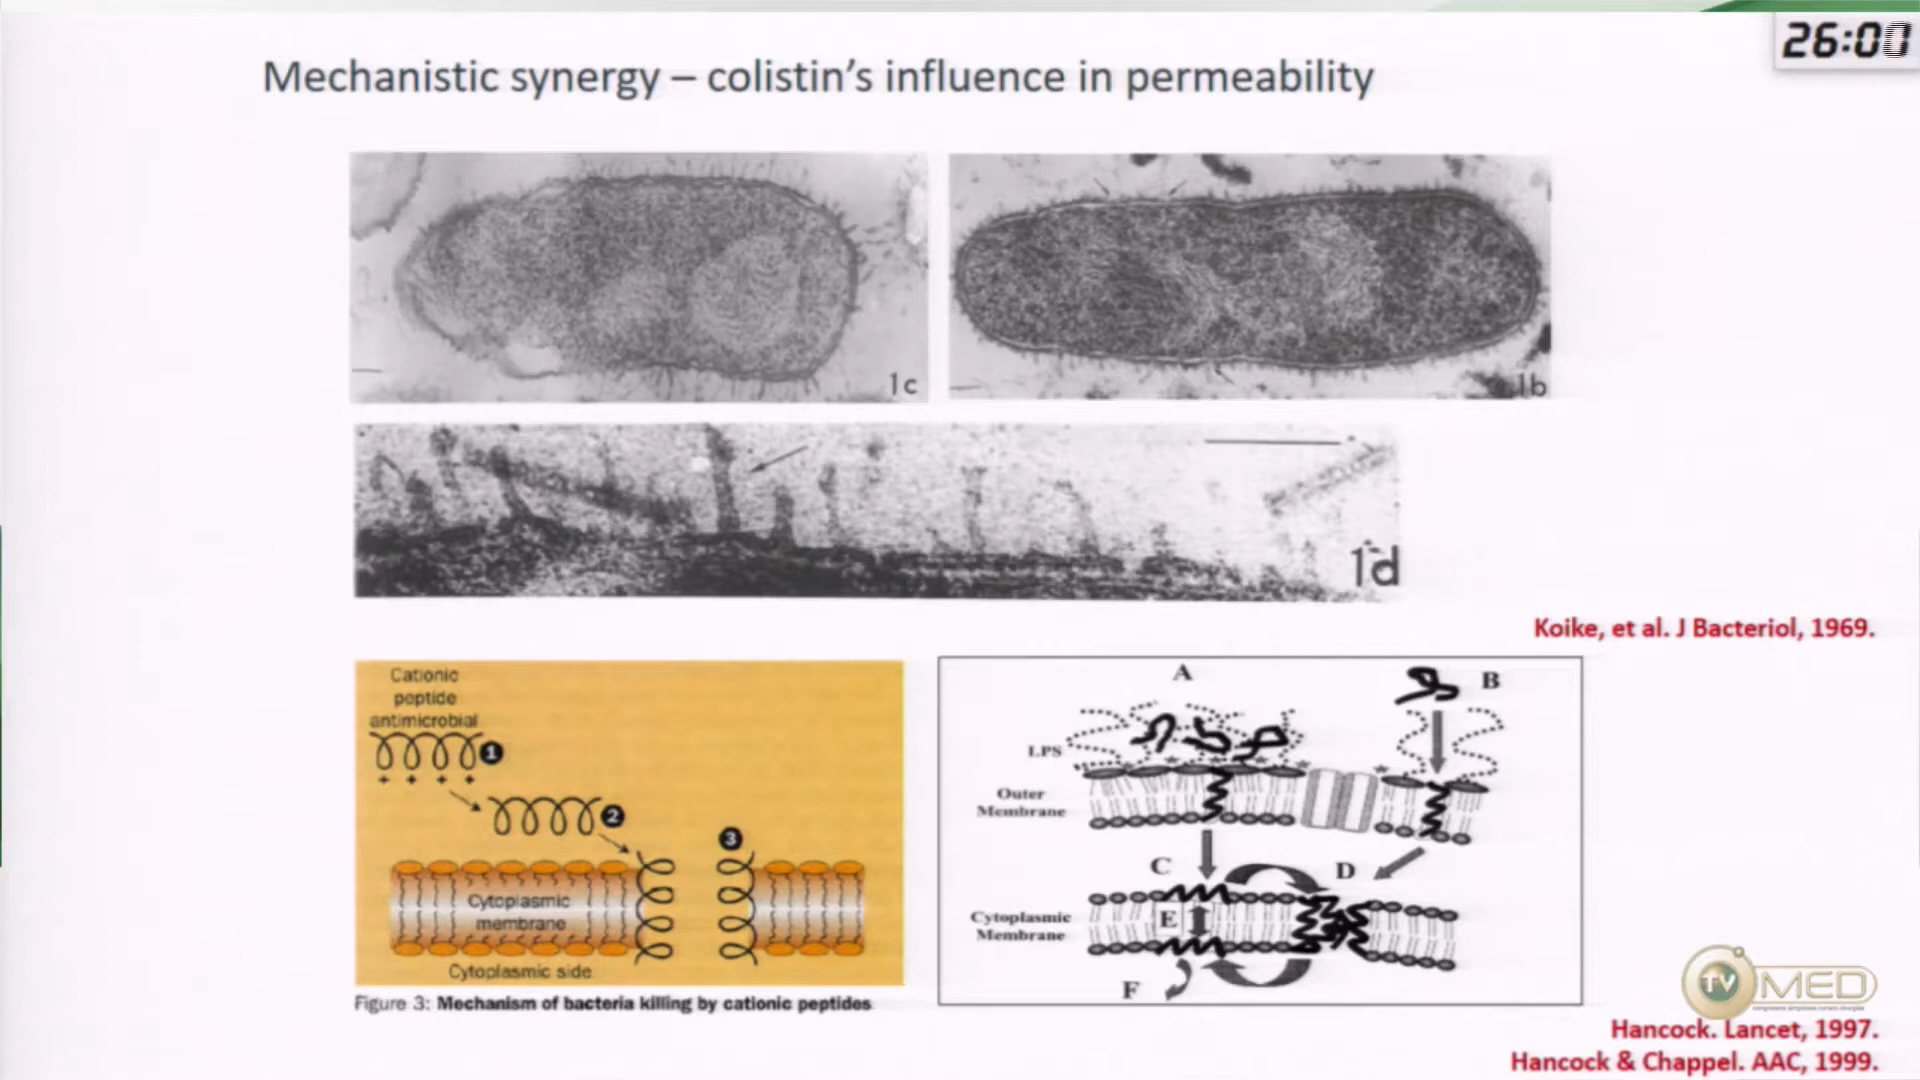 26:00
Mechanistic synergy – colistin's influence in permeability
1c
1b
1d
Koike, et al. J Bacteriol, 1969.
Cationic
peptide
antimicrobial
1
+ + + +
2
3
Cytoplasmic
membrane
Cytoplasmic side
Figure 3: Mechanism of bacteria killing by cationic peptides
A
B
LPS
Outer
Membrane
C
D
E
Cytoplasmic
Membrane
F
TV MED
Hancock. Lancet, 1997.
Hancock & Chappel. AAC, 1999.